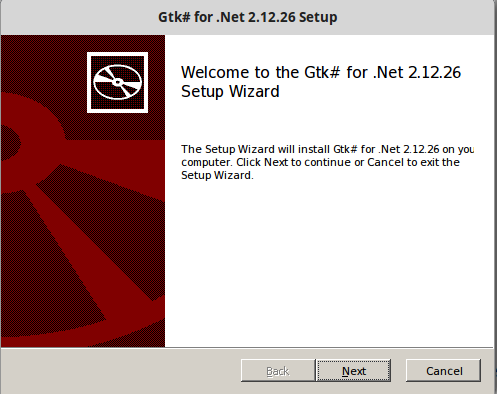 Gtk# for .Net 2.12.26 Setup
Welcome to the Gtk# for .Net 2.12.26
Setup Wizard
The Setup Wizard will install Gtk# for .Net 2.12.26 on you
computer. Click Next to continue or Cancel to exit the
Setup Wizard.
Back Next Cancel